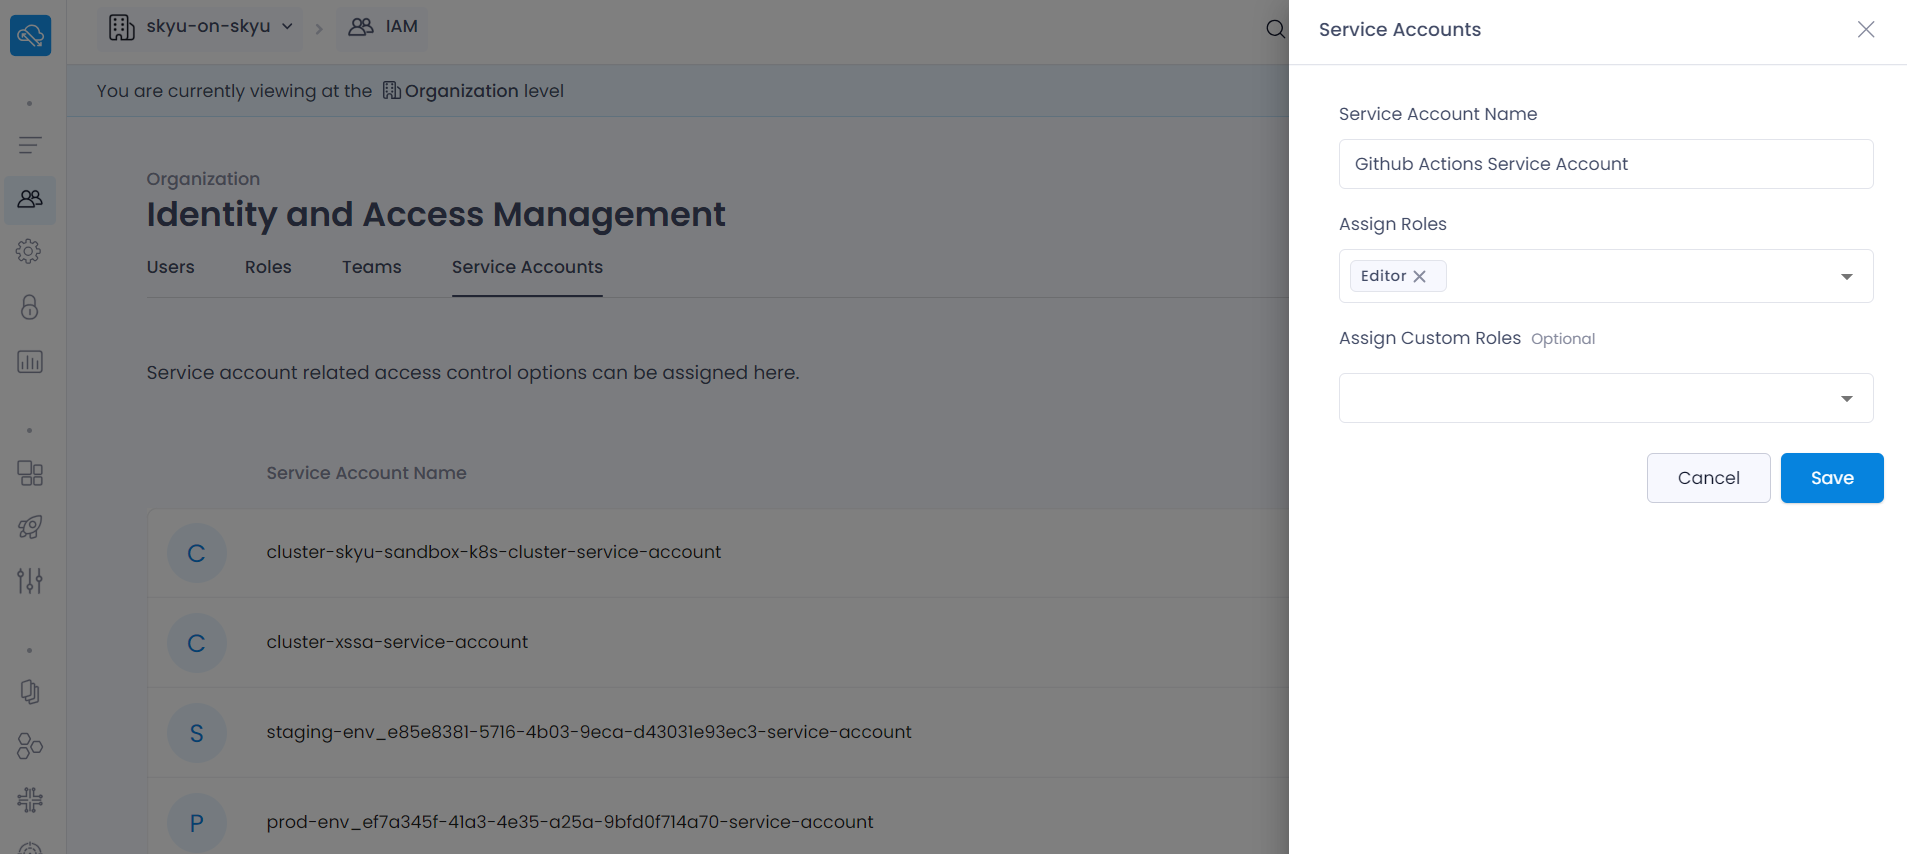 skyu-on-skyu
IAM
You are currently viewing at the Organization level
Organization
Identity and Access Management
Users
Roles
Teams
Service Accounts
Service account related access control options can be assigned here.
Service Account Name
C
cluster-skyu-sandbox-k8s-cluster-service-account
C
cluster-xssa-service-account
S
staging-env_e85e8381-5716-4b03-9eca-d43031e93ec3-service-account
P
prod-env_ef7a345f-41a3-4e35-a25a-9bfd0f714a70-service-account
Service Accounts
Service Account Name
Github Actions Service Account
Assign Roles
Editor
Assign Custom Roles Optional
Cancel
Save